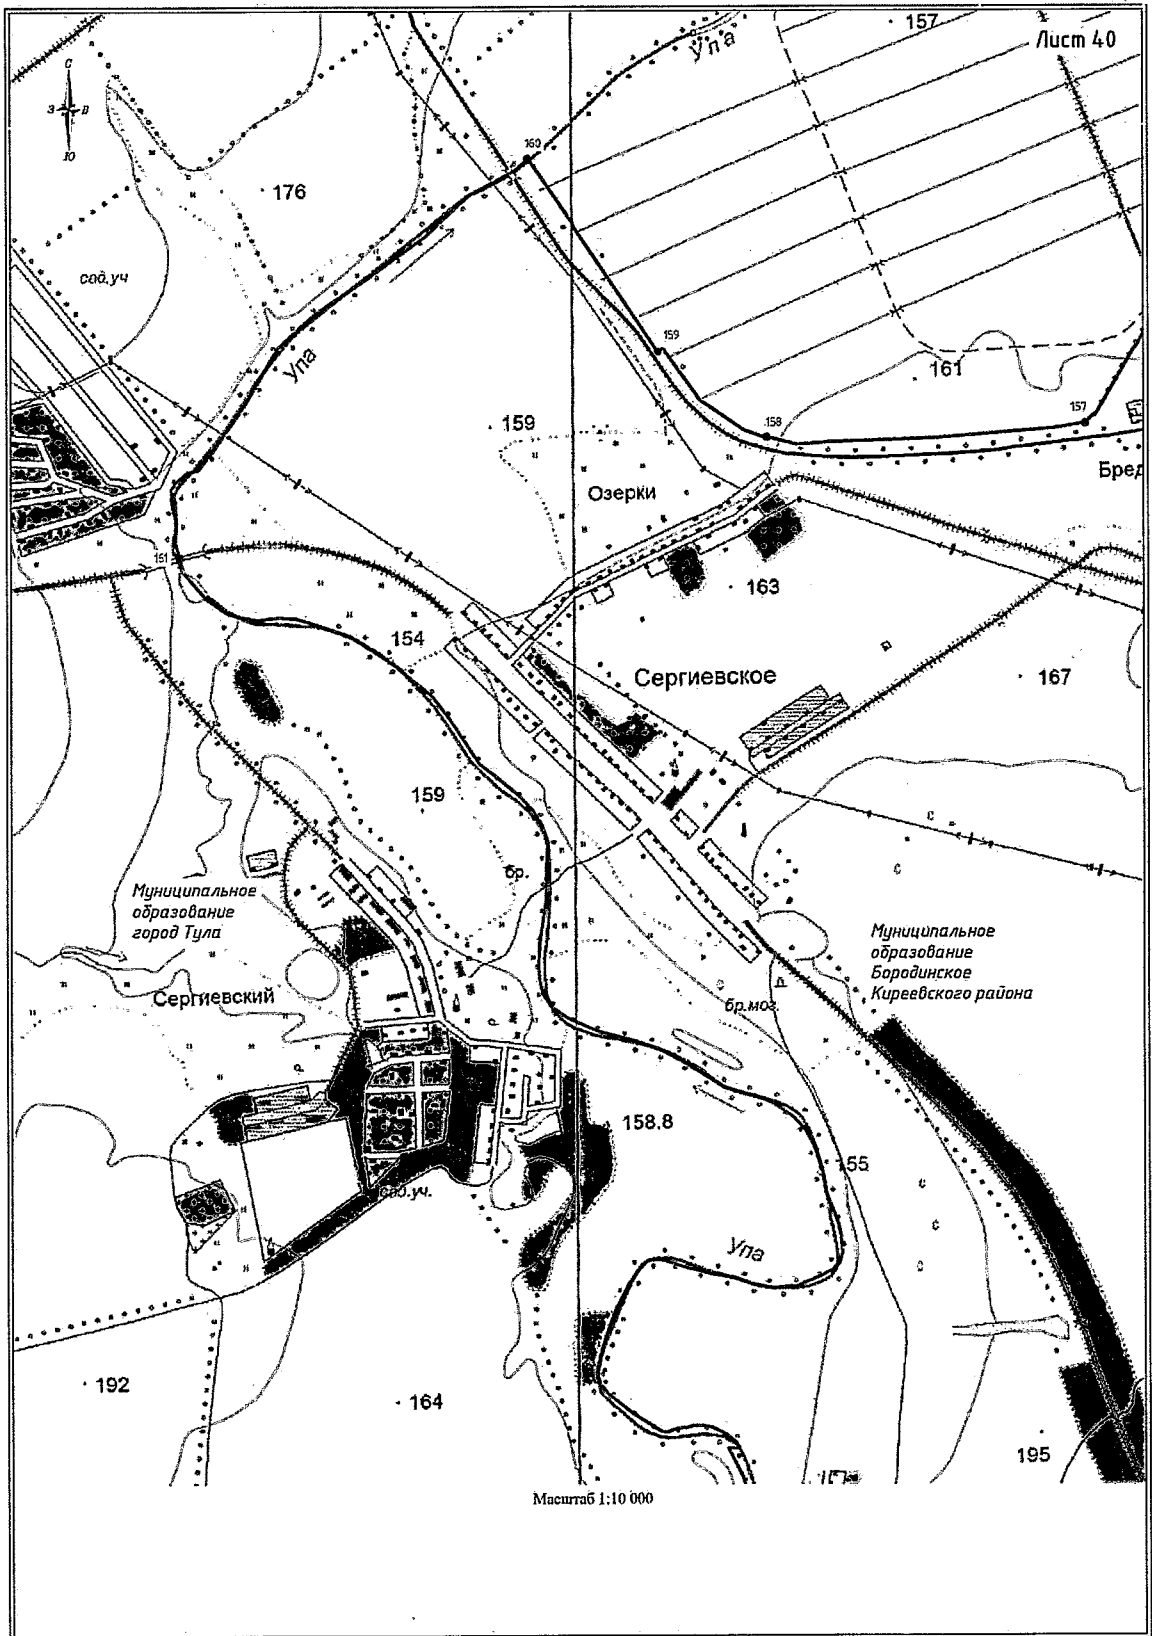 157
Лист 40
Упа
С
З В
Ю
160
176
сад.уч
Упа
159
161
159
158
157
Бред
Озерки
161
163
154
Сергиевское
167
159
бр.
Муниципальное
образование
город Тула
Муниципальное
образование
Бородинское
Киреевского района
Сергиевский
бр.мог.
158.8
155
сад.уч.
Упа
192
164
195
Масштаб 1:10 000